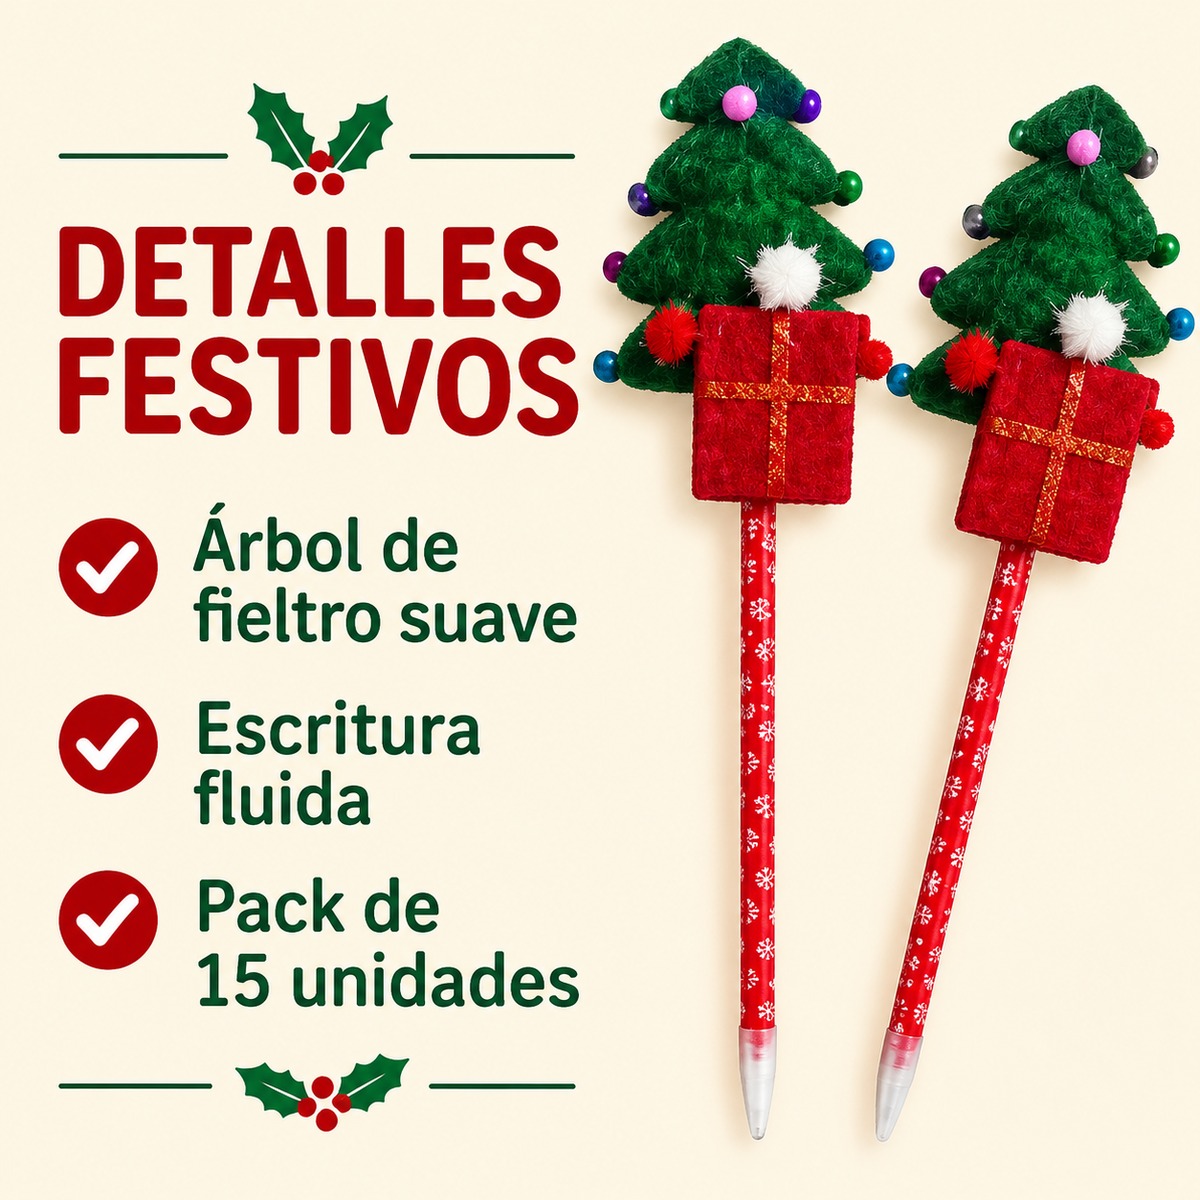 DETALLES
FESTIVOS
Árbol de
fieltro suave
Escritura
fluida
Pack de
15 unidades